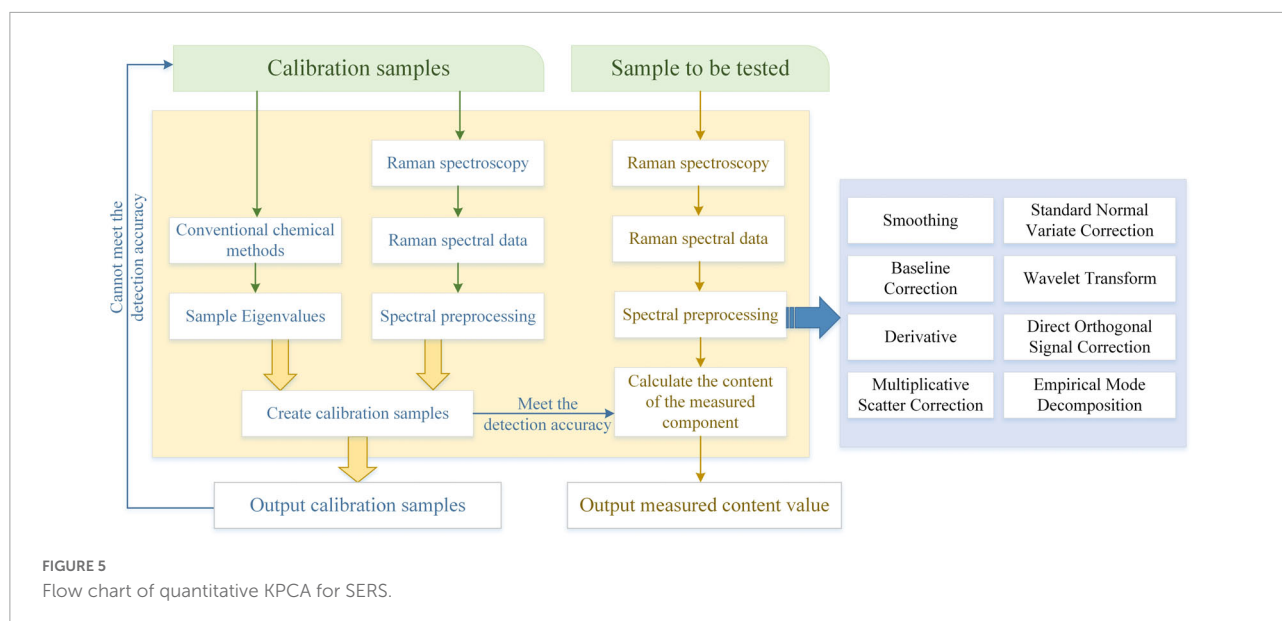 Calibration samples
Sample to be tested
Cannot meet the
detection accuracy
Raman spectroscopy
Conventional chemical
methods
Raman spectral data
Sample Eigenvalues
Spectral preprocessing
Create calibration samples
Meet the
detection accuracy
Output calibration samples
Raman spectroscopy
Raman spectral data
Spectral preprocessing
Calculate the content
of the measured
component
Output measured content value
Smoothing
Standard Normal
Variate Correction
Baseline
Correction
Wavelet Transform
Derivative
Direct Orthogonal
Signal Correction
Multiplicative
Scatter Correction
Empirical Mode
Decomposition
FIGURE 5
Flow chart of quantitative KPCA for SERS.